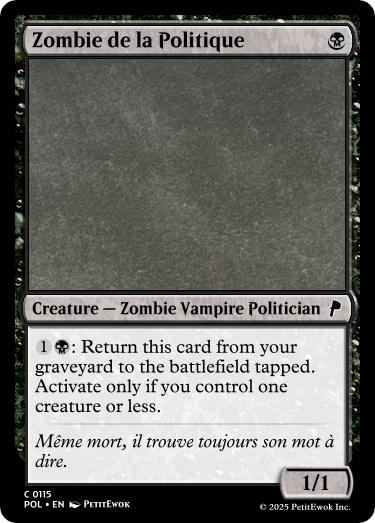 Zombie de la Politique
Creature — Zombie Vampire Politician
1 : Return this card from your
graveyard to the battlefield tapped.
Activate only if you control one
creature or less.
Même mort, il trouve toujours son mot à
dire.
1/1
C 0115
POL • EN PetitEwok
© 2025 PetitEwok Inc.